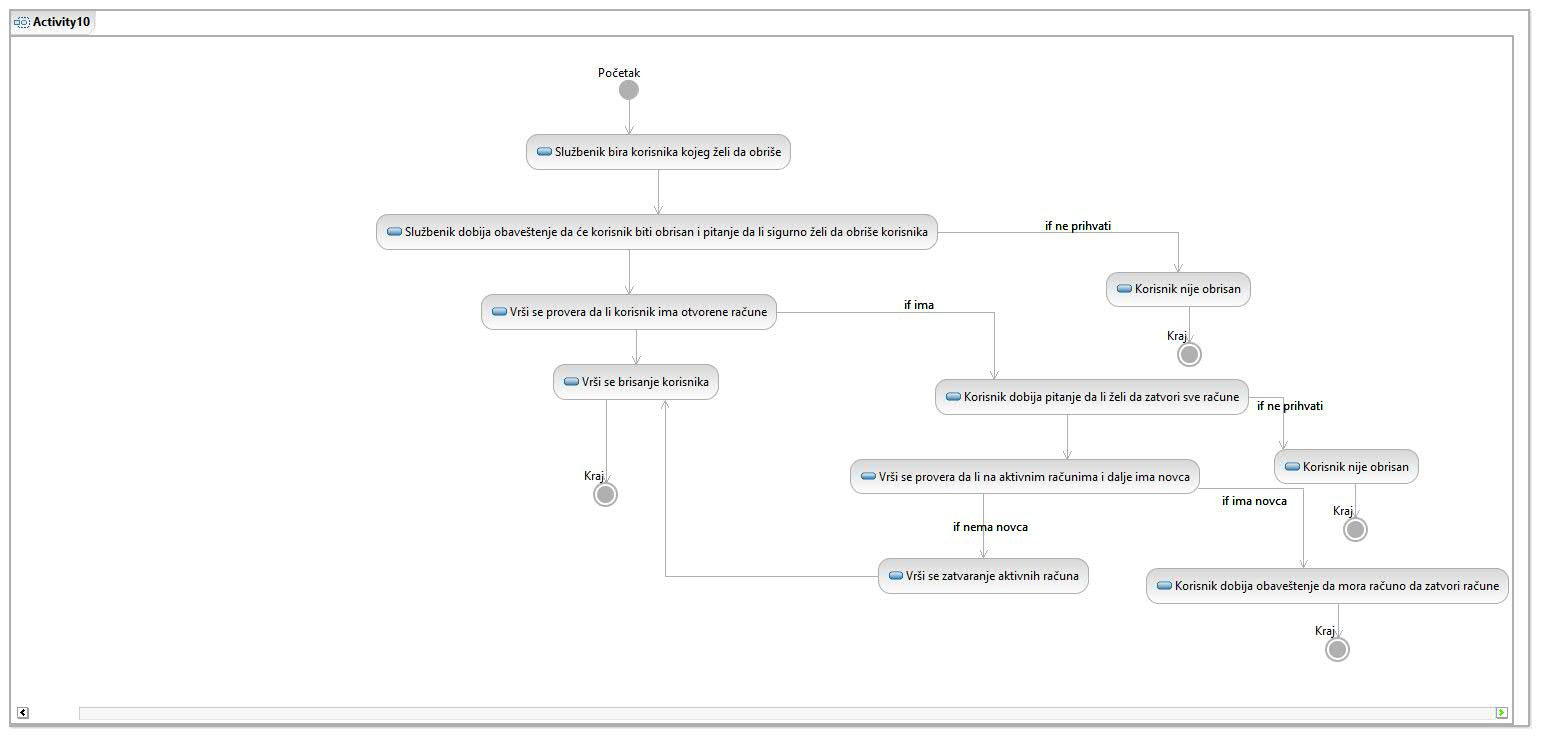 Activity10
Početak
Službenik bira korisnika kojeg želi da obriše
Službenik dobija obaveštenje da će korisnik biti obrisan i pitanje da li sigurno želi da obriše korisnika
if ne prihvati
Korisnik nije obrisan
Vrši se provera da li korisnik ima otvorene račune
if ima
Kraj
Vrši se brisanje korisnika
Korisnik dobija pitanje da li želi da zatvori sve račune
if ne prihvati
Korisnik nije obrisan
Kraj
Vrši se provera da li na aktivnim računima i dalje ima novca
if ima novca
Kraj
if nema novca
Vrši se zatvaranje aktivnih računa
Korisnik dobija obaveštenje da mora računo da zatvori račune
Kraj